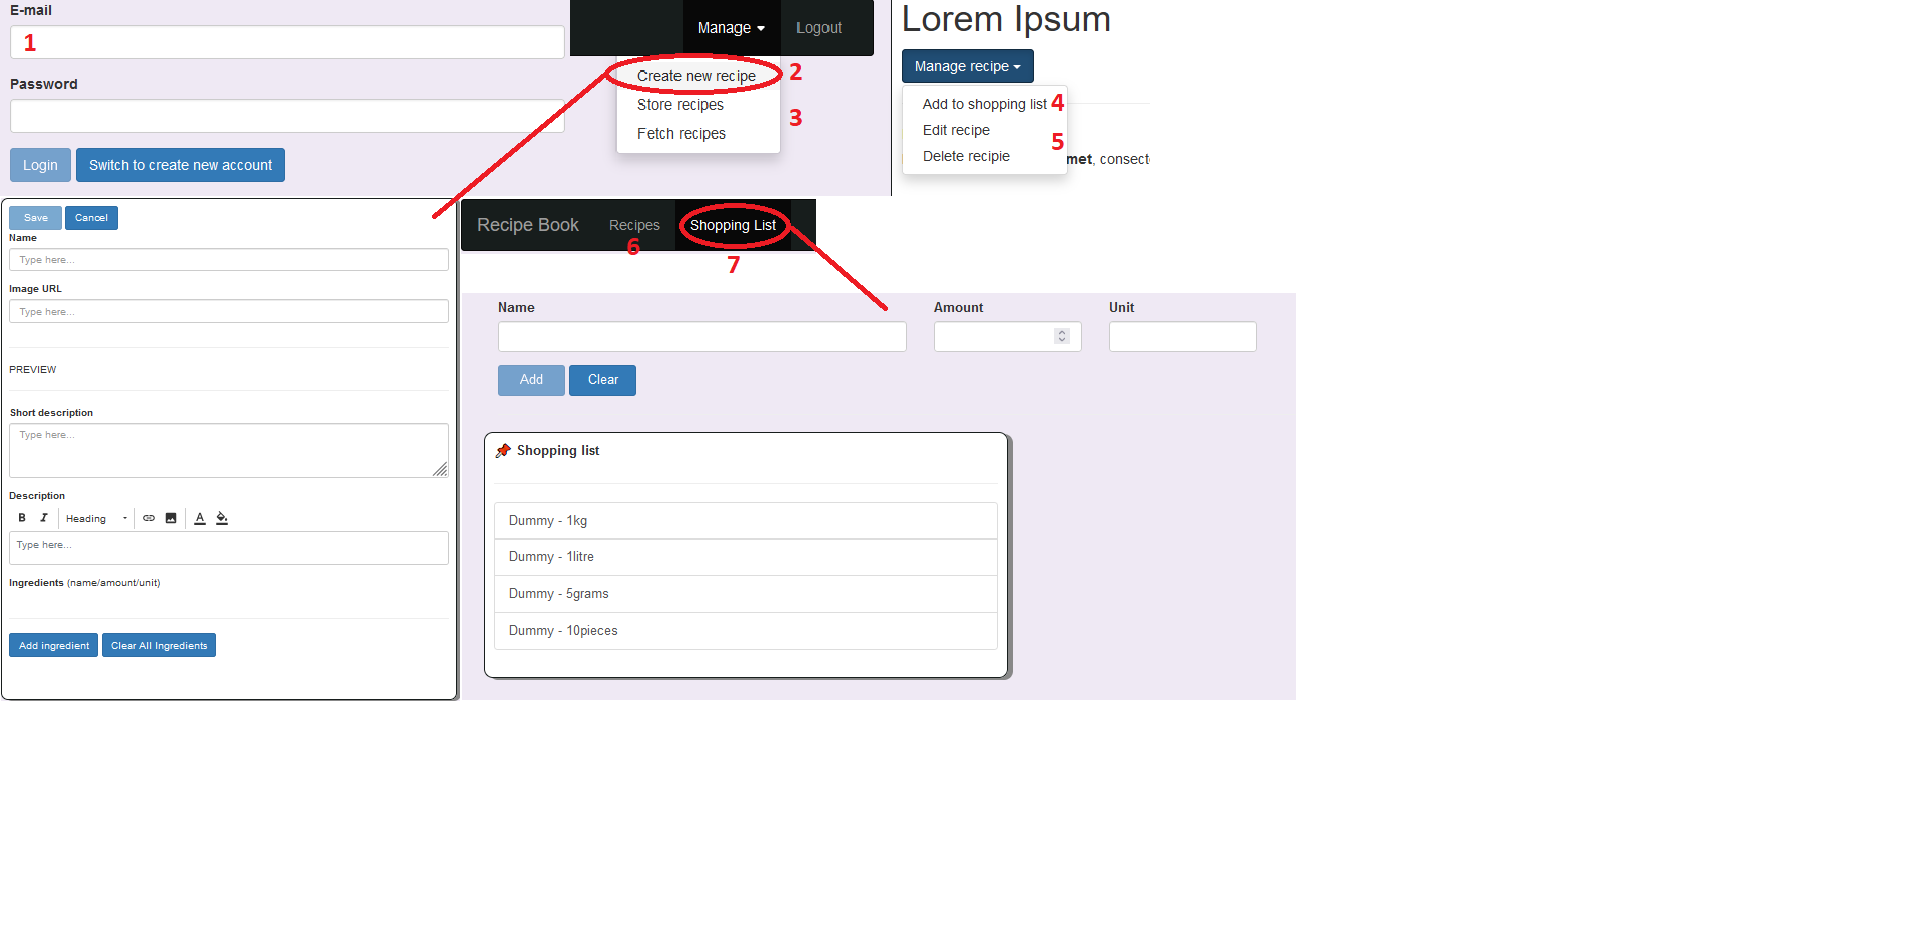 E-mail
1
Password
Login Switch to create new account
Manage Logout
Create new recipe 2
Store recipes
3
Fetch recipes
Lorem Ipsum
Manage recipe
Add to shopping list 4
Edit recipe
5
Delete recipie
met, consect
Save Cancel
Name
Type here...
Image URL
Type here...
PREVIEW
Short description
Type here...
Description
B I Heading A
Type here...
Ingredients (name/amount/unit)
Add ingredient Clear All Ingredients
Recipe Book Recipes Shopping List
6
7
Name Amount Unit
Add Clear
Shopping list
Dummy - 1kg
Dummy - 1litre
Dummy - 5grams
Dummy - 10pieces